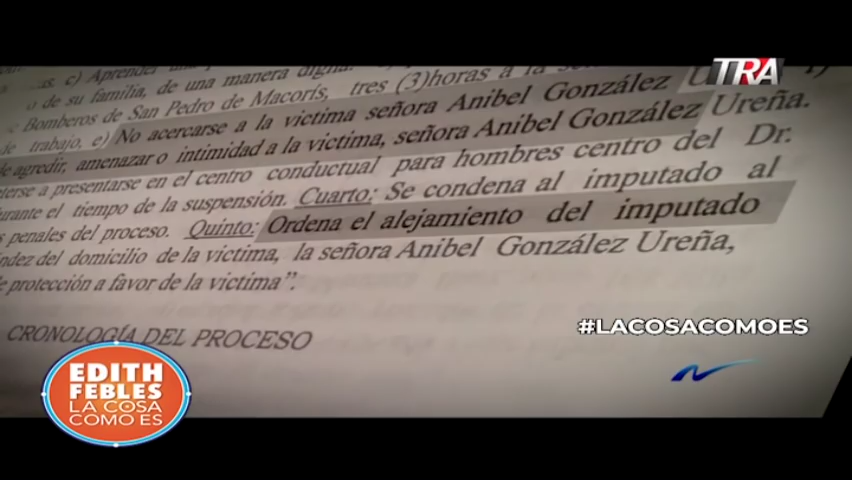 TRA
c) Aprender una
o de su familia, de una manera digna.
Bomberos de San Pedro de Macorís, tres (3)horas a la
de trabajo, e) No acercarse a la victima señora Anibel González
agredir, amenazar o intimidad a la victima, señora Anibel González Ureña.
a presentarse en el centro conductual para hombres centro del Dr.
durante el tiempo de la suspensión. Cuarto: Se condena al imputado al
penales del proceso. Quinto: Ordena el alejamiento del imputado
del domicilio de la victima, la señora Anibel González Ureña,
protección a favor de la victima".
CRONOLOGÍA DEL PROCESO
#LACOSACOMOES
EDITH
FEBLES
LA COSA
COMO ES